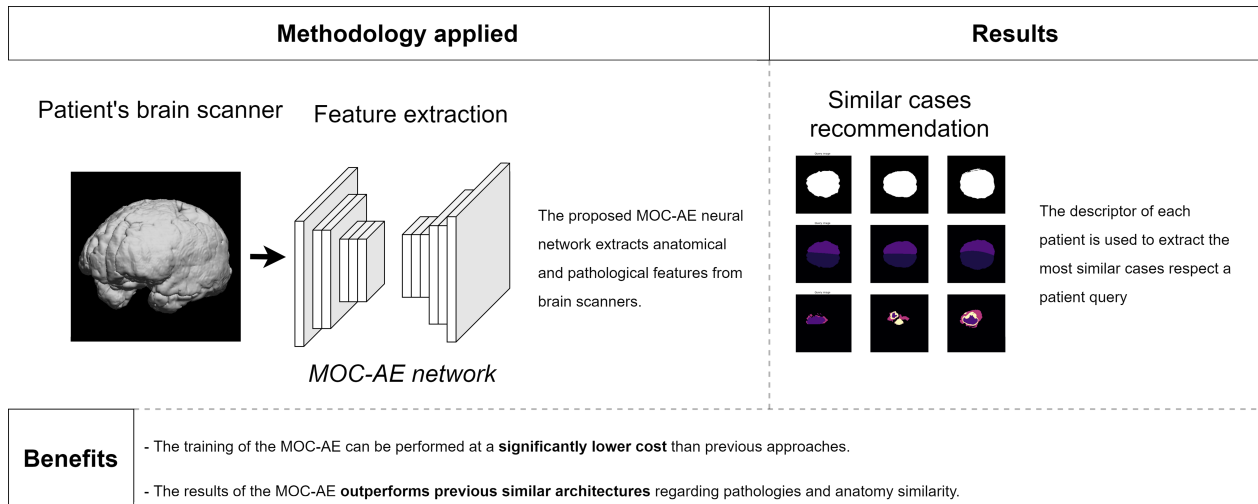 Methodology applied
Results
Patient's brain scanner
Feature extraction
The proposed MOC-AE neural
network extracts anatomical
and pathological features from
brain scanners.
MOC-AE network
Similar cases
recommendation
The descriptor of each
patient is used to extract the
most similar cases respect a
patient query
Benefits
- The training of the MOC-AE can be performed at a significantly lower cost than previous approaches.
- The results of the MOC-AE outperforms previous similar architectures regarding pathologies and anatomy similarity.